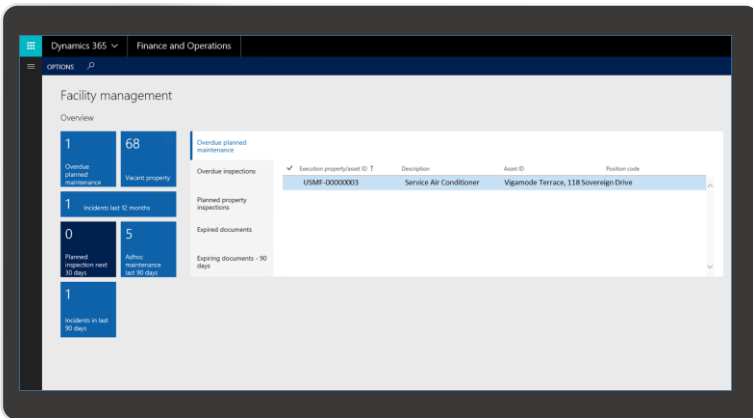 Dynamics 365
Finance and Operations
OPTIONS
Facility management
Overview
1
Overdue
planned
maintenance
68
Vacant property
1 Incidents last 12 months
0
Planned
inspection next
30 days
5
Adhoc
maintenance
last 90 days
1
Incidents in last
90 days
Overdue planned
maintenance
Overdue inspections
Planned property
inspections
Expired documents
Expiring documents - 90
days
Execution property/asset ID Description Asset ID Position code
USMF-00000003 Service Air Conditioner Vigamode Terrace, 118 Sovereign Drive